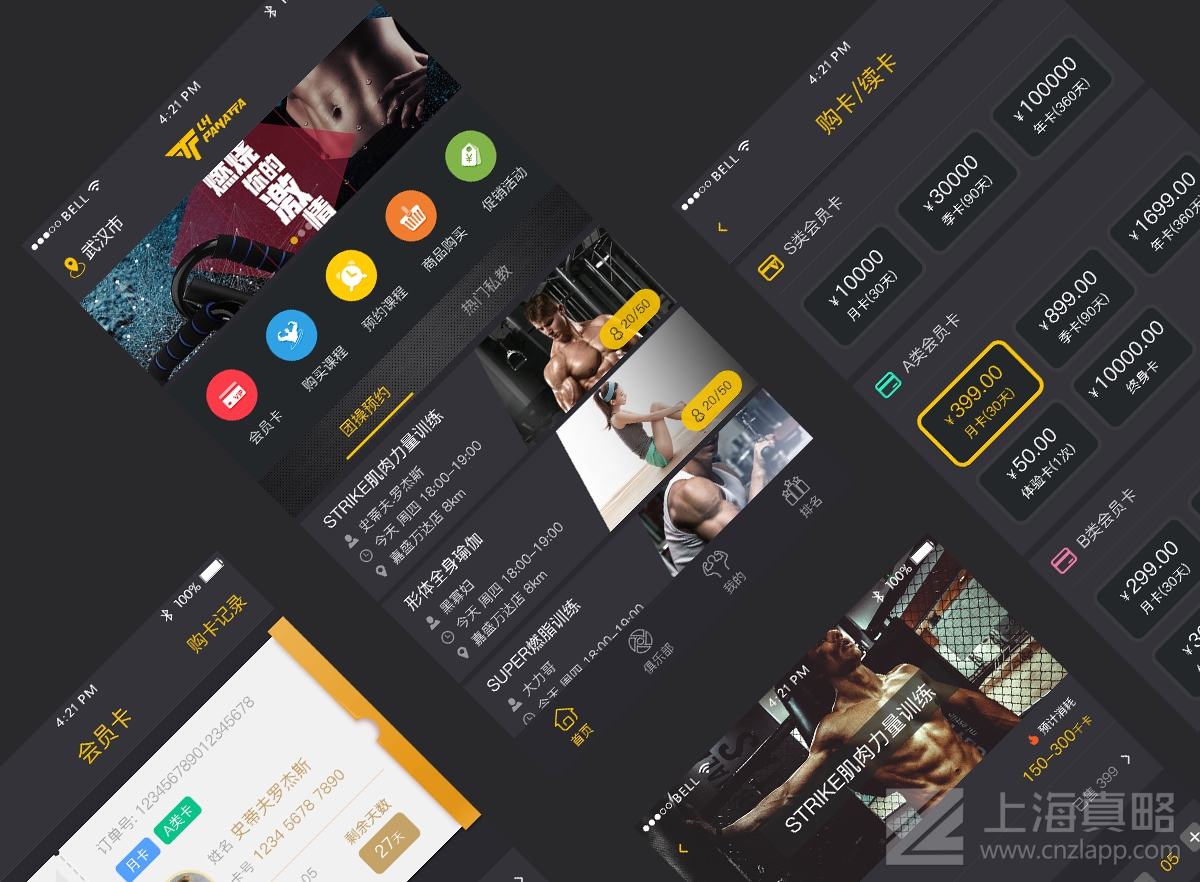 4:21 PM
BELL
武汉市
LH
PANATTA
燃烧
你的
激
情
会员卡
购买课程
预约课程
商品购买
促销活动
团操预约
热门私教
STRIKE肌肉力量训练
史蒂夫.罗杰斯
今天 周四 18:00-19:00
嘉盛万达店 8km
20/50
形体全身瑜伽
黑寡妇
今天 周四 18:00-19:00
嘉盛万达店 8km
20/50
SUPER燃脂训练
大力哥
今天 周四 18:00-19:00
首页
俱乐部
我的
排名
4:21 PM
BELL
购卡/续卡
S类会员卡
¥10000
月卡(30天)
¥30000
季卡(90天)
¥100000
年卡(360天)
A类会员卡
¥399.00
月卡(30天)
¥899.00
季卡(90天)
¥1699.00
年卡(360天
¥50.00
体验卡(1次)
¥10000.00
终身卡
B类会员卡
¥299.00
月卡(30天)
4:21 PM
100%
会员卡
购卡记录
订单号: 12345678901234567​8
月卡
A类卡
姓名 史蒂夫罗杰斯
卡号 1234 5678 7890
05
剩余天数
27天
BELL
4:21 PM
100%
STRIKE肌肉力量训练
预计消耗
150-300千卡
已售 399
05
上海真略
www.cnzlapp.com